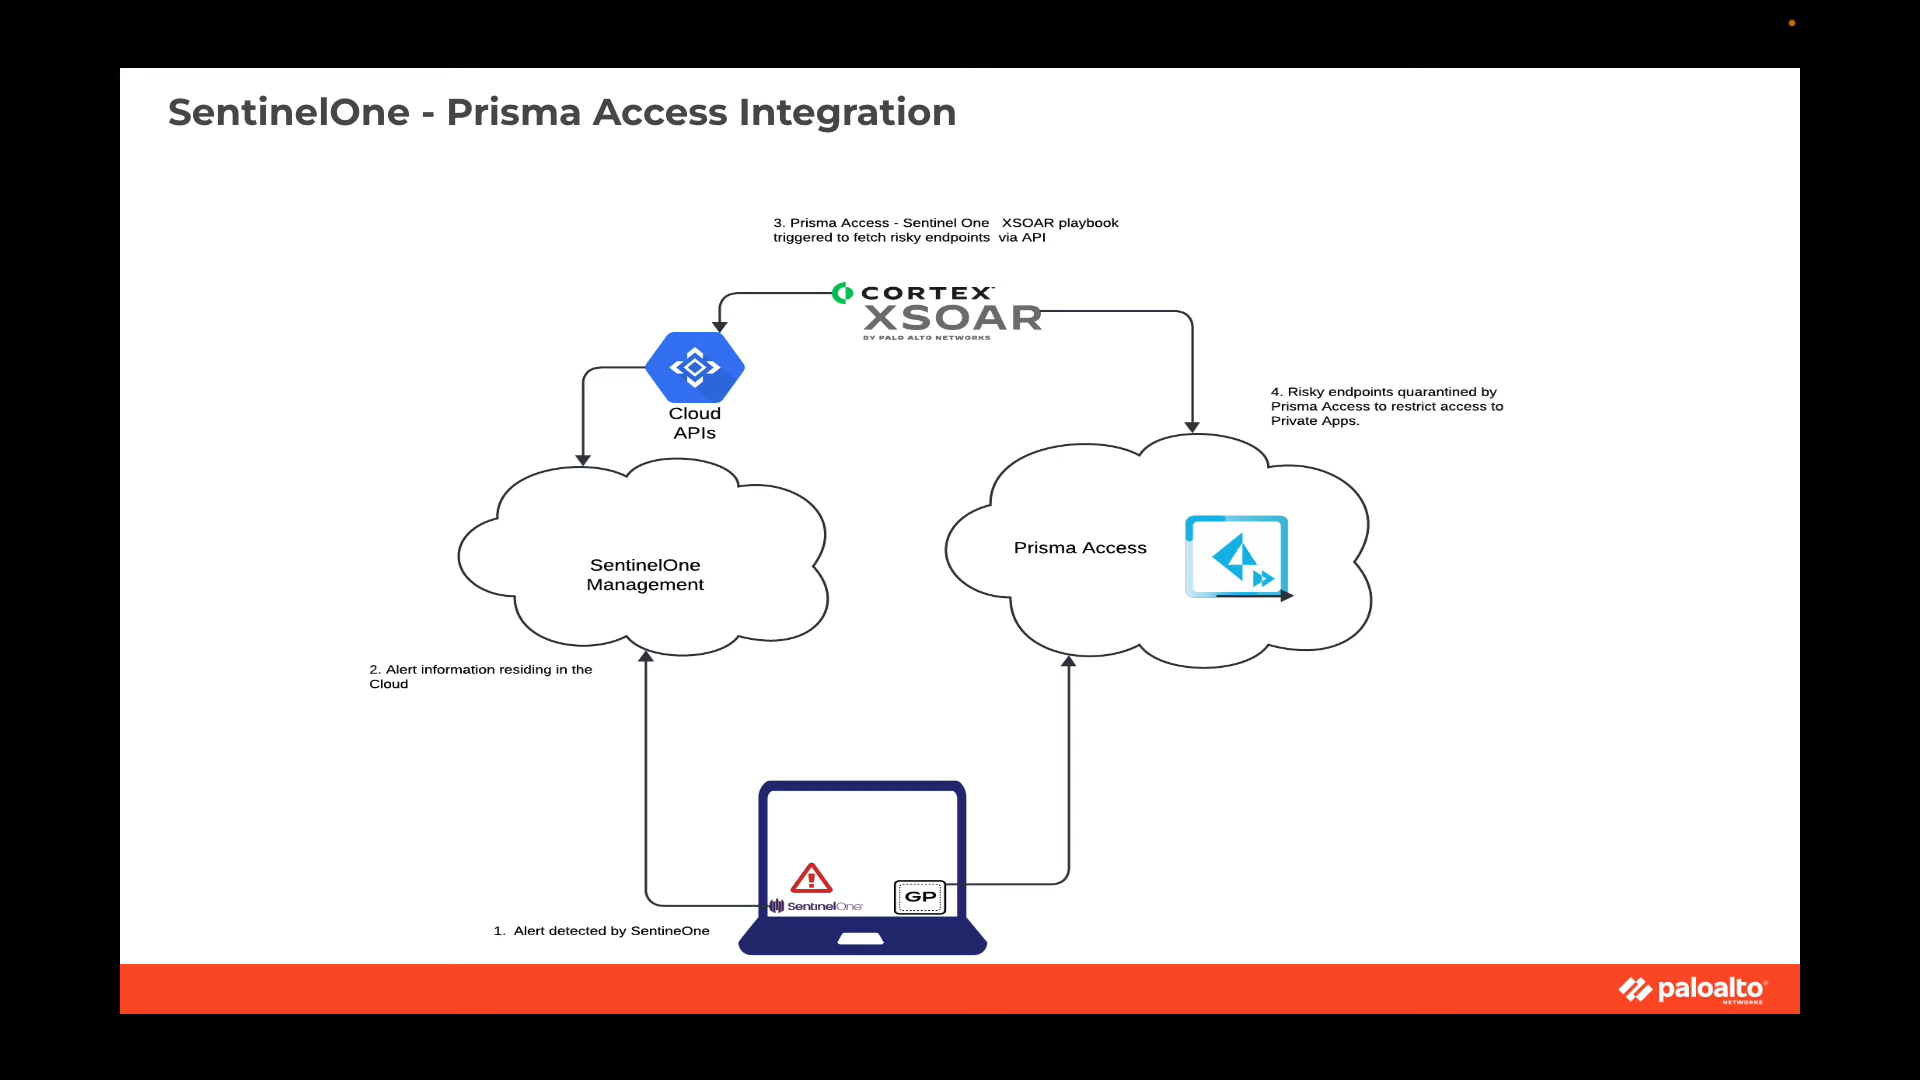 SentinelOne - Prisma Access Integration
3. Prisma Access - Sentinel One XSOAR playbook
triggered to fetch risky endpoints via API
CORTEX™
XSOAR
BY PALO ALTO NETWORKS
4. Risky endpoints quarantined by
Prisma Access to restrict access to
Private Apps.
Cloud
APIs
SentinelOne
Management
Prisma Access
2. Alert information residing in the
Cloud
GP
SentinelOne
1. Alert detected by SentineOne
paloalto®
NETWORKS